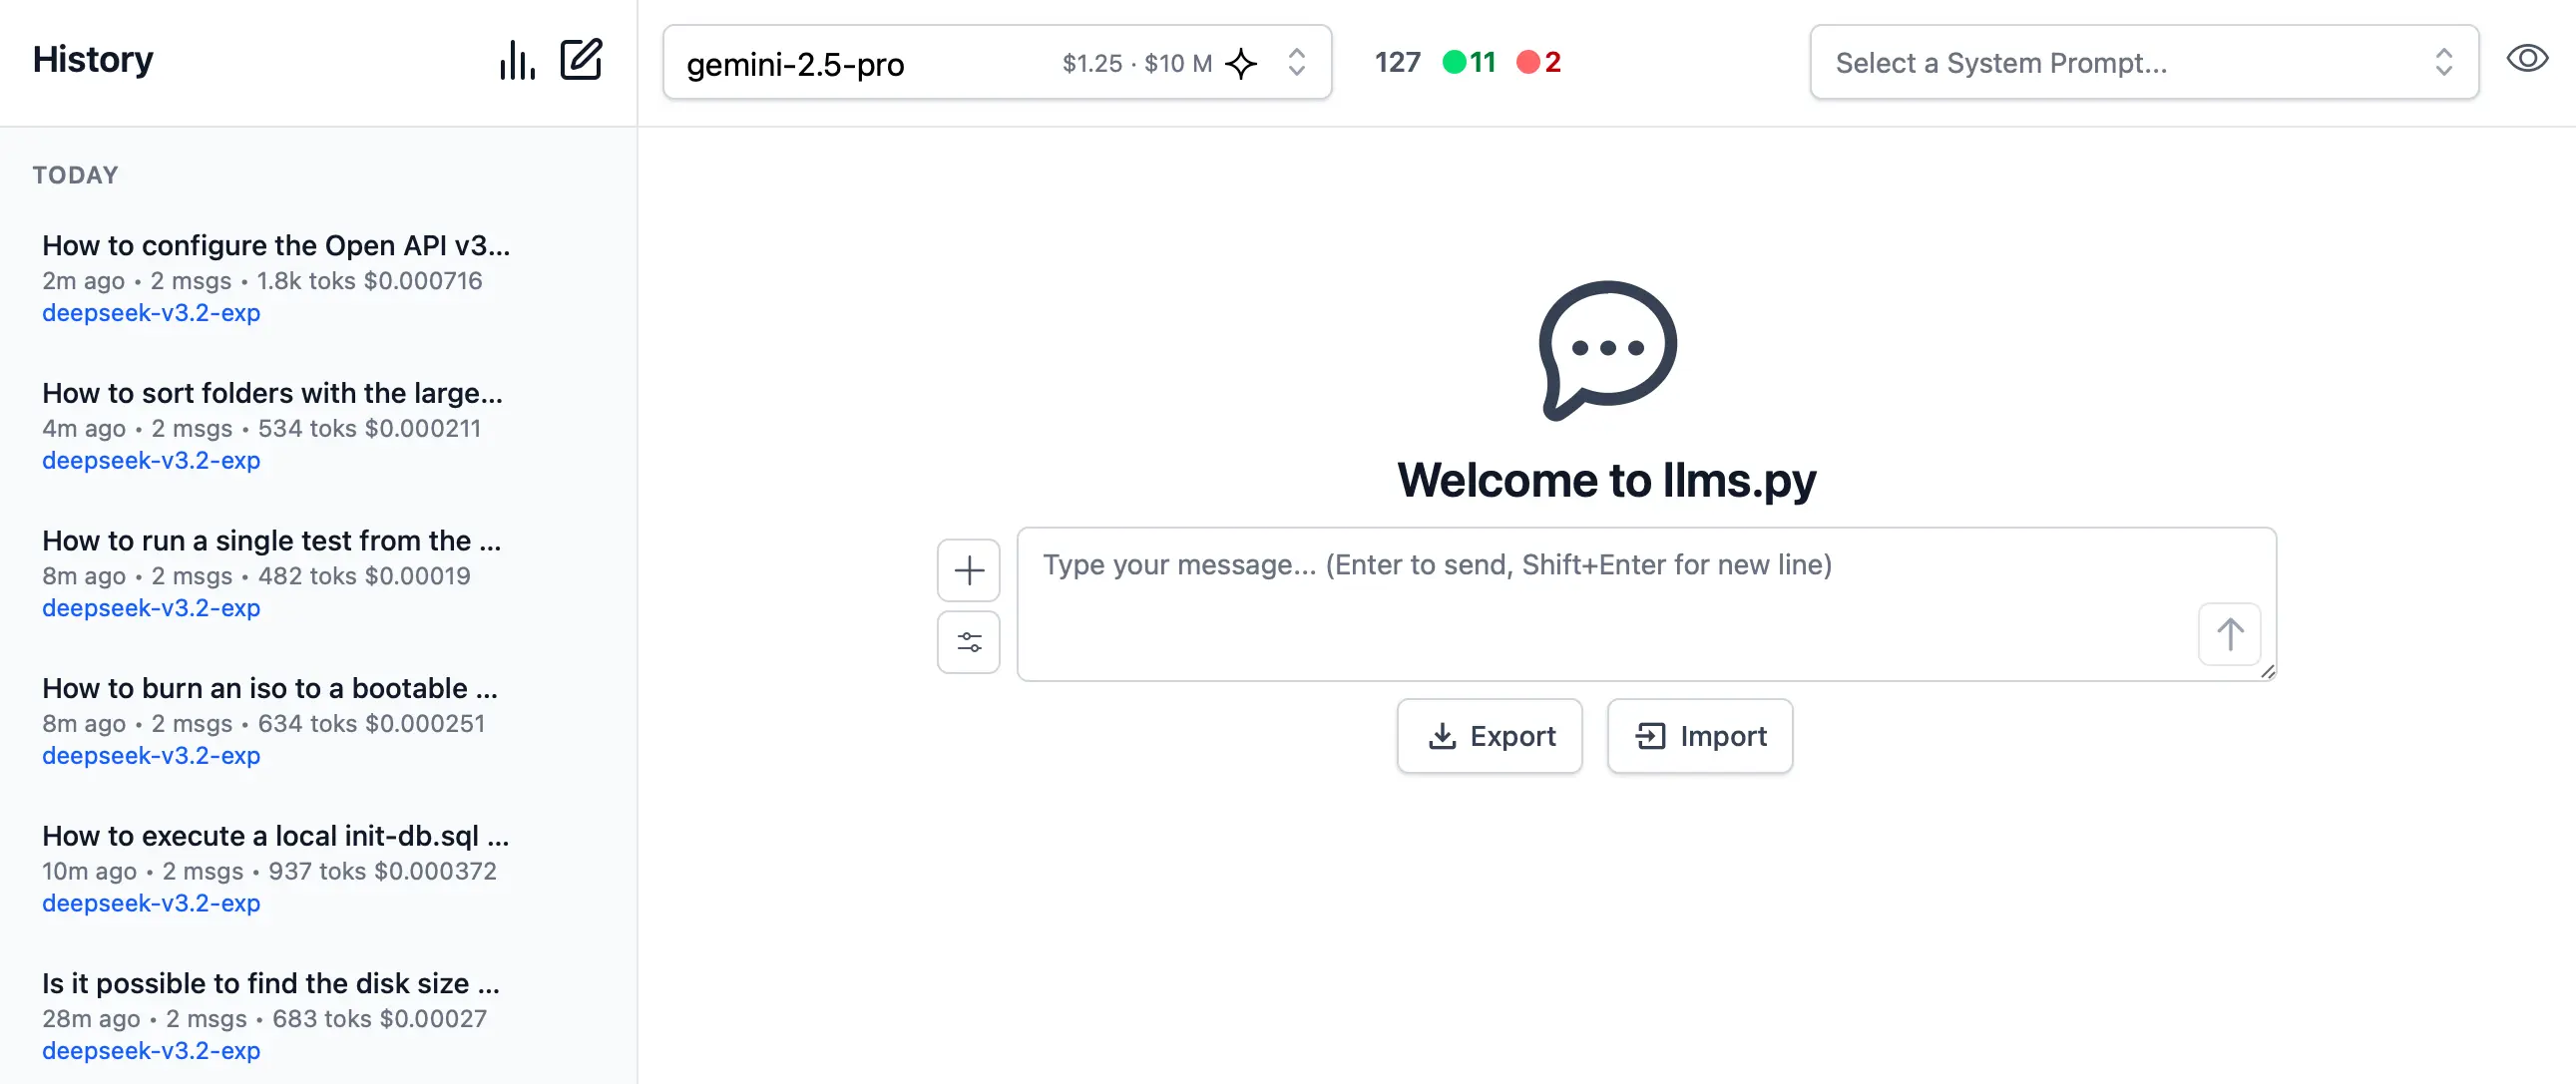 History
gemini-2.5-pro $1.25 · $10 M
127 11 2
Select a System Prompt...
TODAY
How to configure the Open API v3...
2m ago • 2 msgs • 1.8k toks $0.000716
deepseek-v3.2-exp
How to sort folders with the large...
4m ago • 2 msgs • 534 toks $0.000211
deepseek-v3.2-exp
How to run a single test from the ...
8m ago • 2 msgs • 482 toks $0.00019
deepseek-v3.2-exp
How to burn an iso to a bootable ...
8m ago • 2 msgs • 634 toks $0.000251
deepseek-v3.2-exp
How to execute a local init-db.sql ...
10m ago • 2 msgs • 937 toks $0.000372
deepseek-v3.2-exp
Is it possible to find the disk size ...
28m ago • 2 msgs • 683 toks $0.00027
deepseek-v3.2-exp
Welcome to llms.py
Type your message... (Enter to send, Shift+Enter for new line)
Export
Import